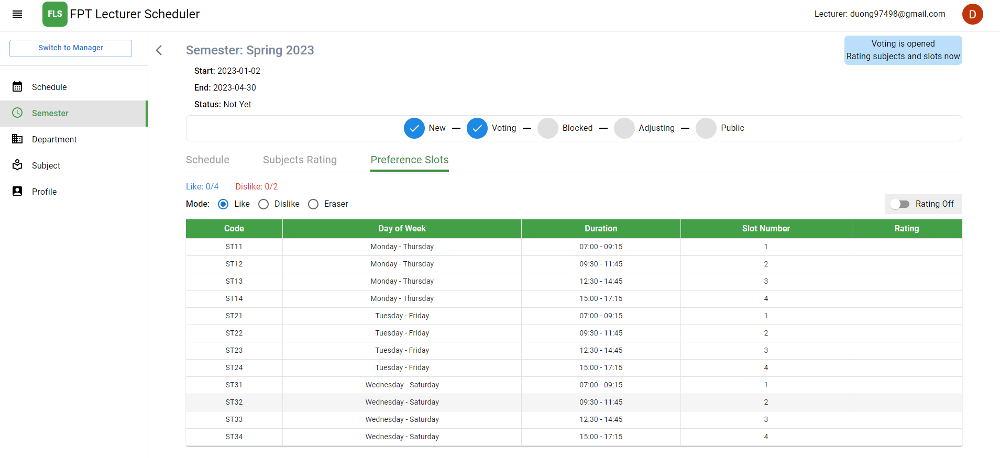 FLS FPT Lecturer Scheduler
Lecturer: duong97498@gmail.com
D
Switch to Manager
Schedule
Semester
Department
Subject
Profile
Semester: Spring 2023
Voting is opened
Rating subjects and slots now
Start: 2023-01-02
End: 2023-04-30
Status: Not Yet
New Voting Blocked Adjusting Public
Schedule Subjects Rating Preference Slots
Like: 0/4 Dislike: 0/2
Mode: Like Dislike Eraser
Rating Off
Code Day of Week Duration Slot Number Rating
ST11 Monday - Thursday 07:00 - 09:15 1
ST12 Monday - Thursday 09:30 - 11:45 2
ST13 Monday - Thursday 12:30 - 14:45 3
ST14 Monday - Thursday 15:00 - 17:15 4
ST21 Tuesday - Friday 07:00 - 09:15 1
ST22 Tuesday - Friday 09:30 - 11:45 2
ST23 Tuesday - Friday 12:30 - 14:45 3
ST24 Tuesday - Friday 15:00 - 17:15 4
ST31 Wednesday - Saturday 07:00 - 09:15 1
ST32 Wednesday - Saturday 09:30 - 11:45 2
ST33 Wednesday - Saturday 12:30 - 14:45 3
ST34 Wednesday - Saturday 15:00 - 17:15 4